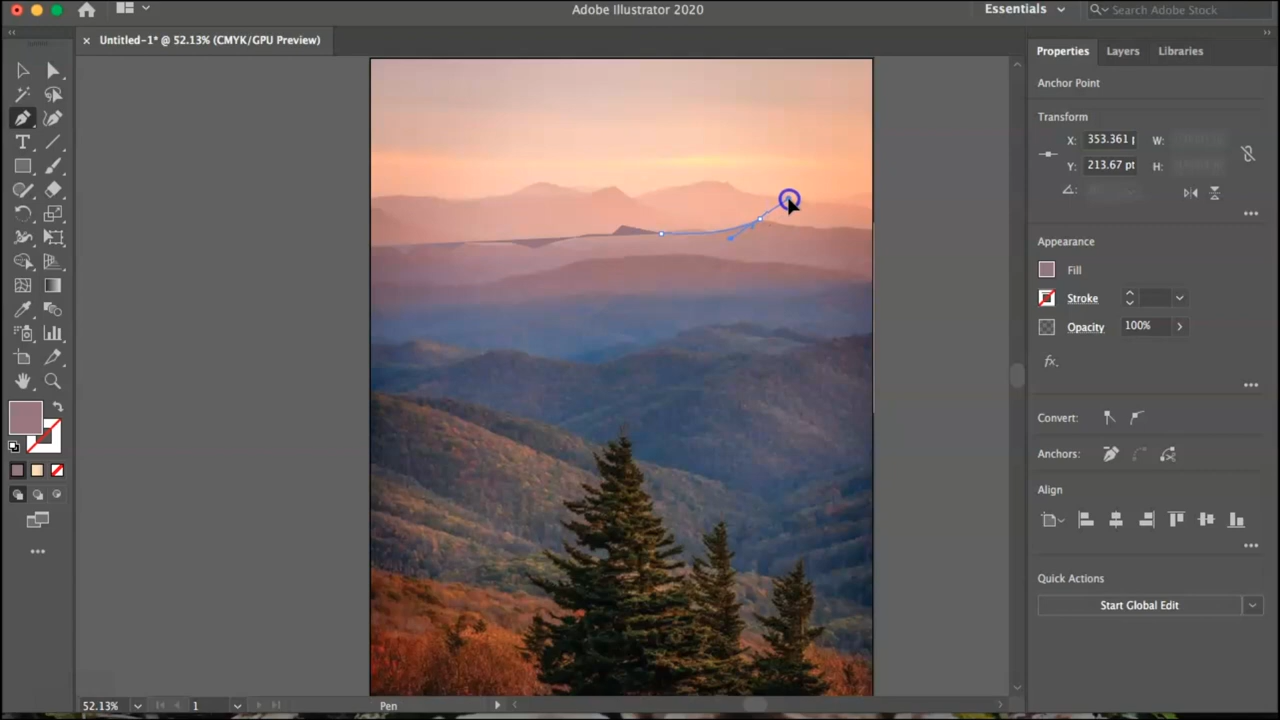 Adobe Illustrator 2020
Essentials
Search Adobe Stock
Untitled-1* @ 52.13% (CMYK/GPU Preview)
Properties
Layers
Libraries
Anchor Point
Transform
X:
353.361
W:
Y:
213.67 pt
H:
Appearance
Fill
Stroke
Opacity
100%
fx.
Convert:
Anchors:
Align
Quick Actions
Start Global Edit
52.13%
1
Pen